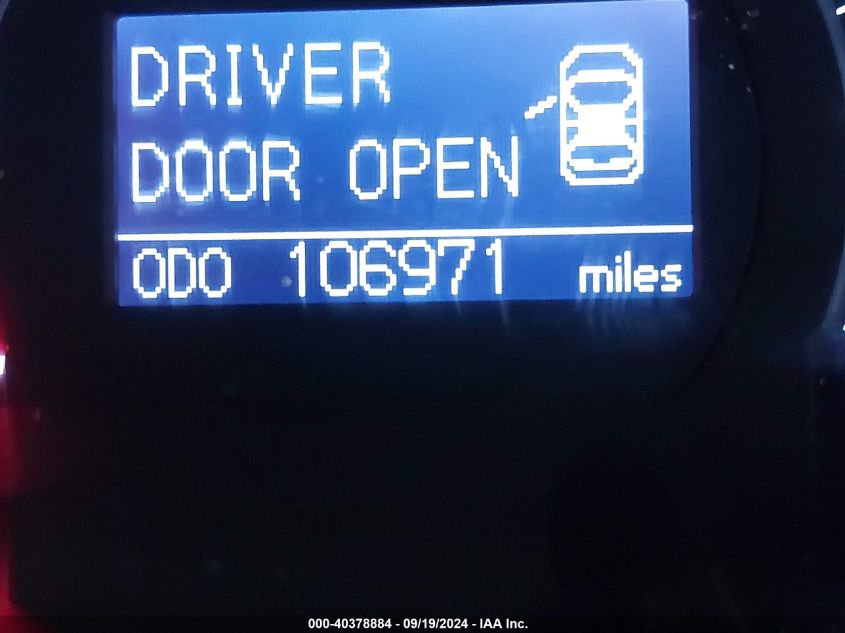 DRIVER
DOOR OPEN
ODO 106971 miles
000-40378884 - 09/19/2024 - IAA Inc.